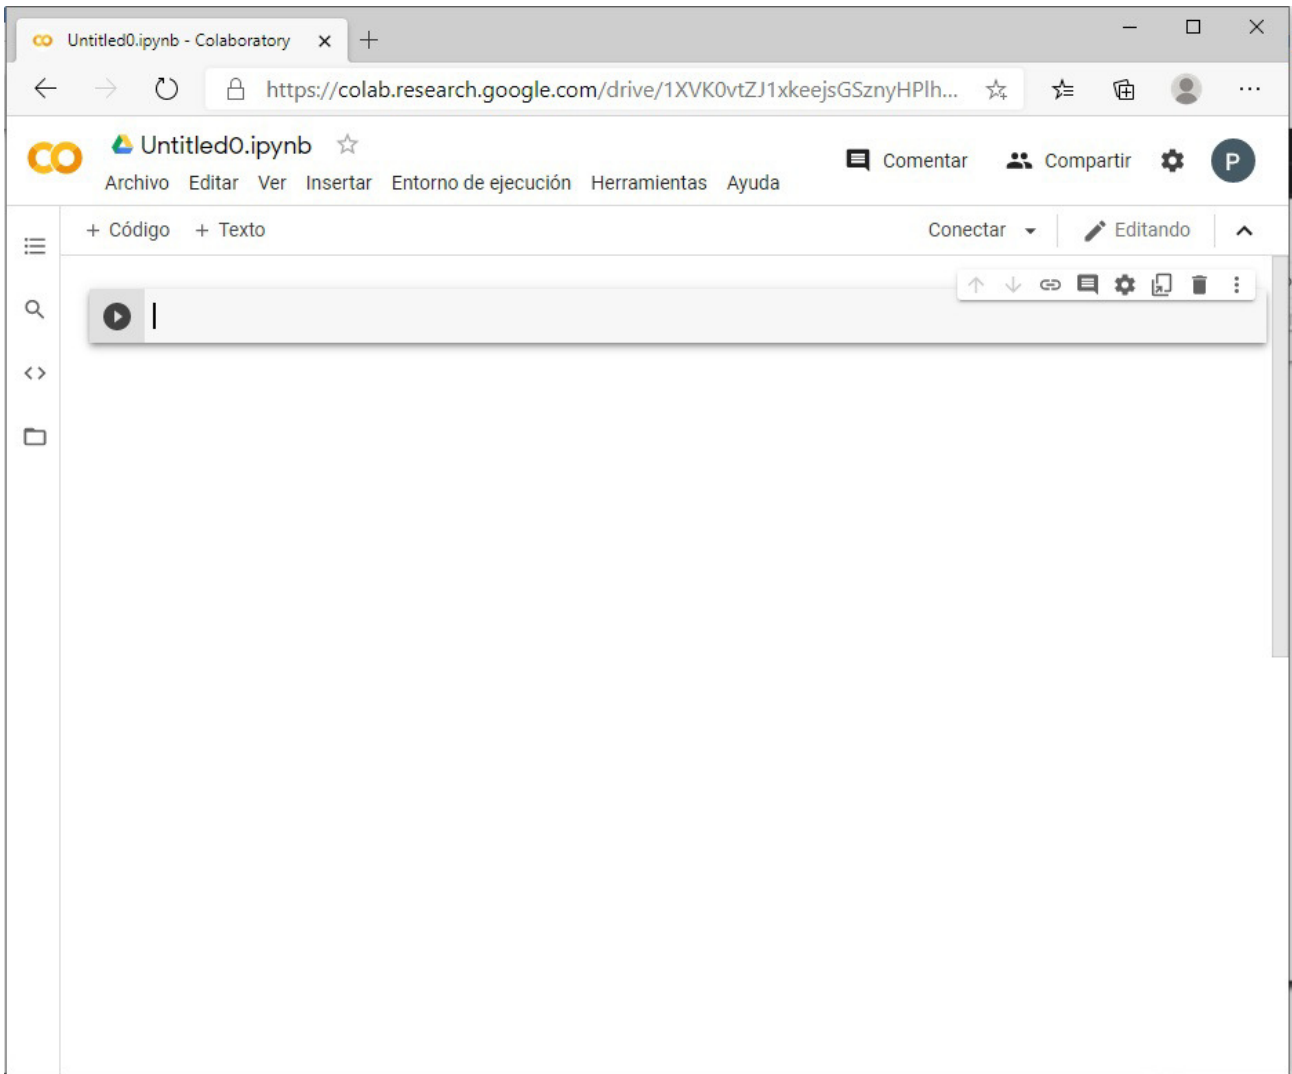 Untitled0.ipynb - Colaboratory
https://colab.research.google.com/drive/1XVK0vtZJ1xkeejsGSznyHPlh...
CO
Untitled0.ipynb
Comentar Compartir P
Archivo Editar Ver Insertar Entorno de ejecución Herramientas Ayuda
+ Código + Texto Conectar Editando